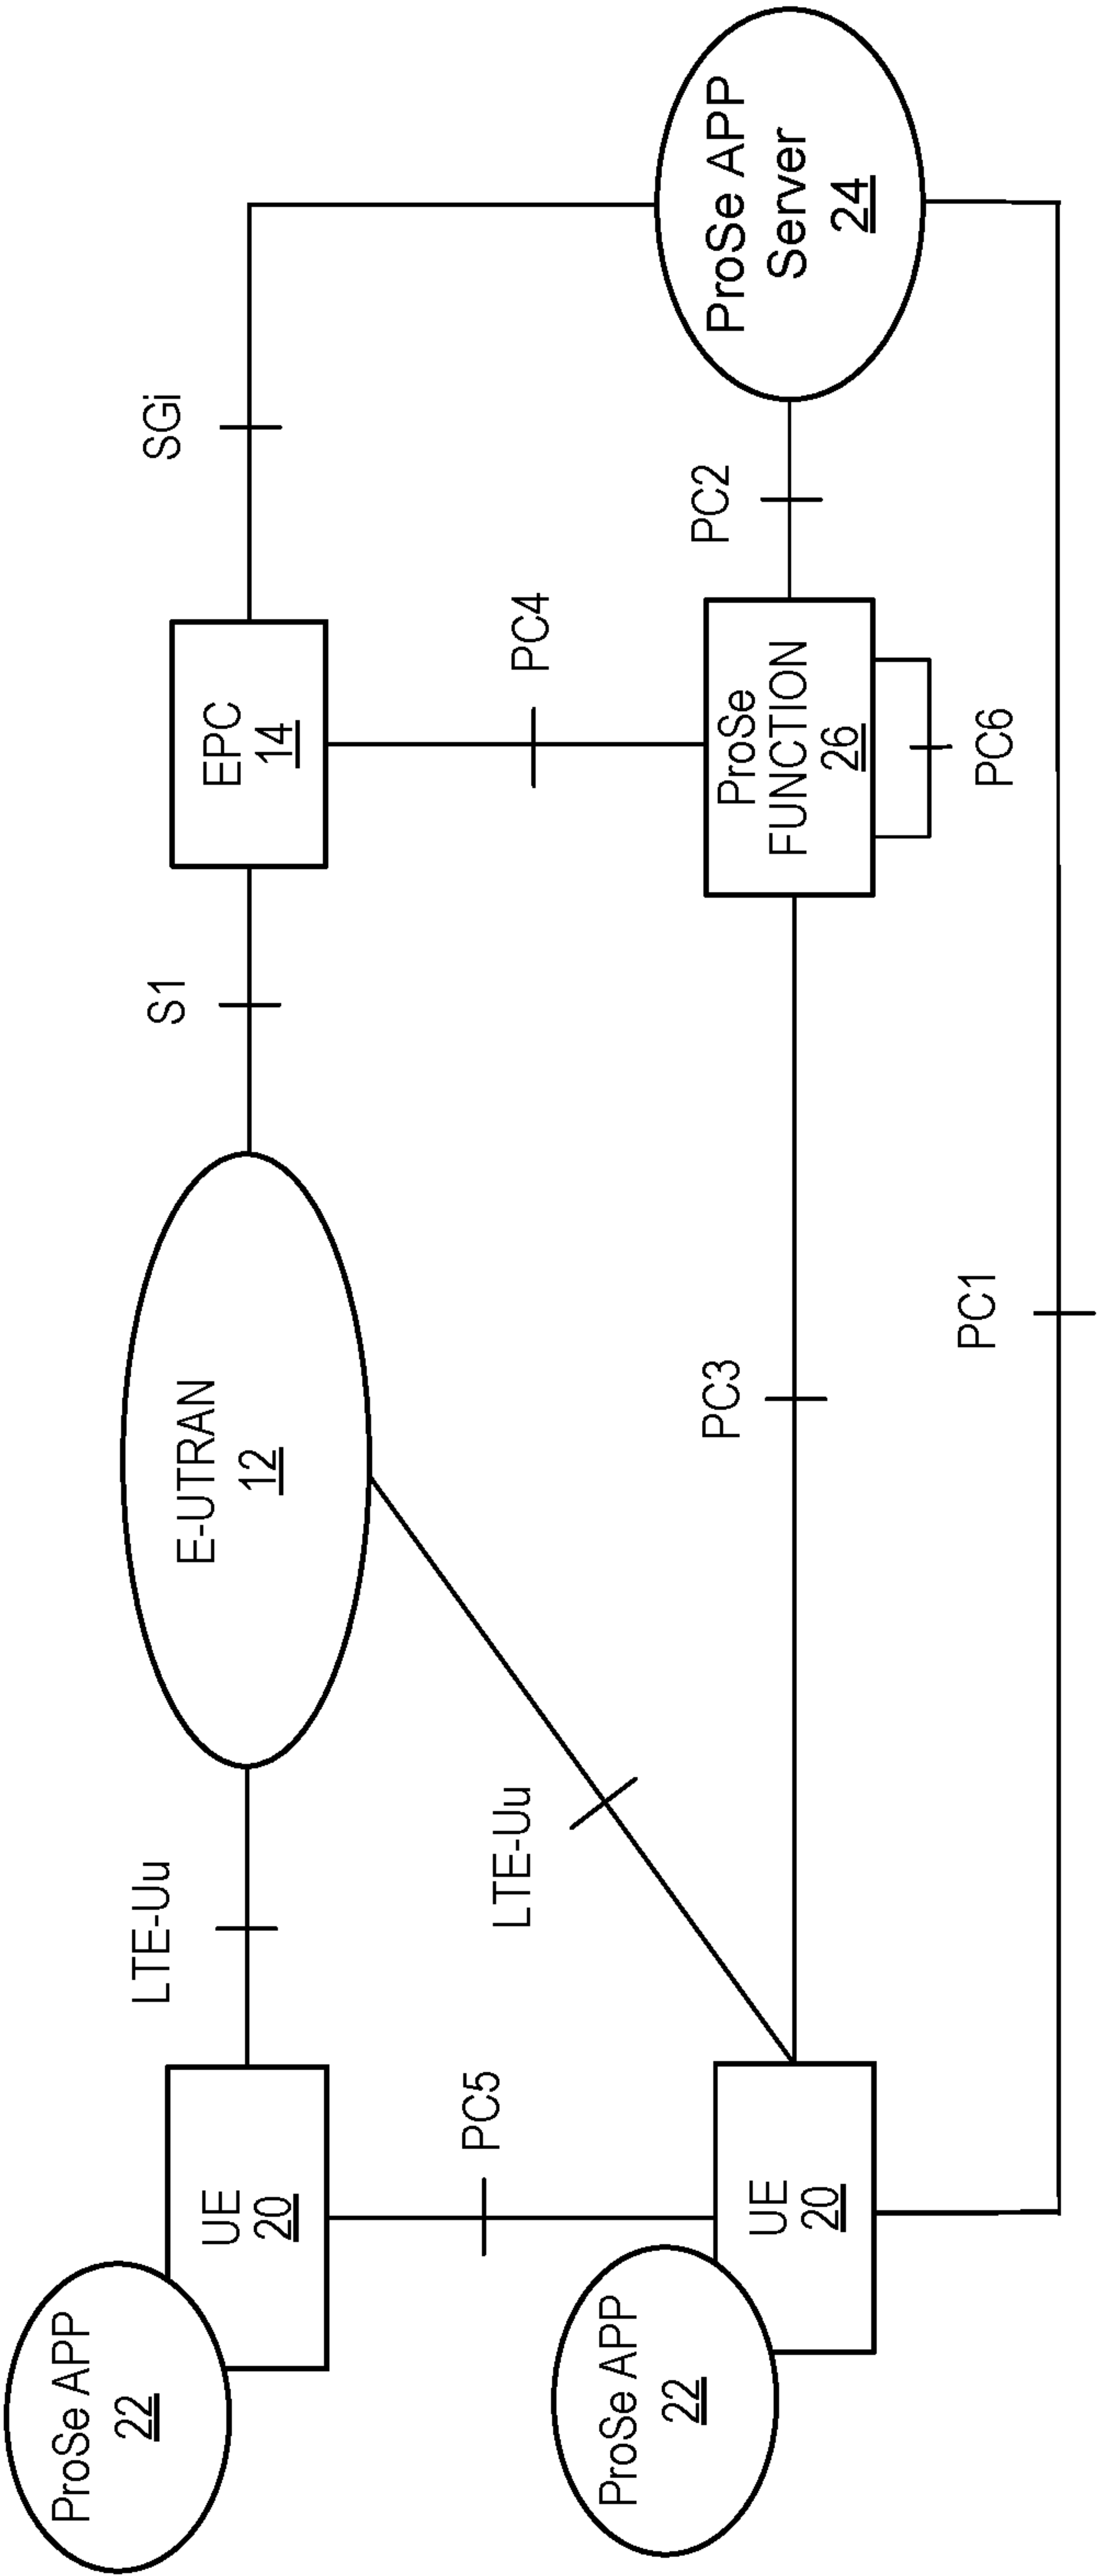 ProSe APP
22
UE
20
LTE-Uu
E-UTRAN
12
S1
EPC
14
SGi
PC5
LTE-Uu
PC4
ProSe APP
22
UE
20
PC3
ProSe
FUNCTION
26
PC2
ProSe APP
Server
24
PC6
PC1